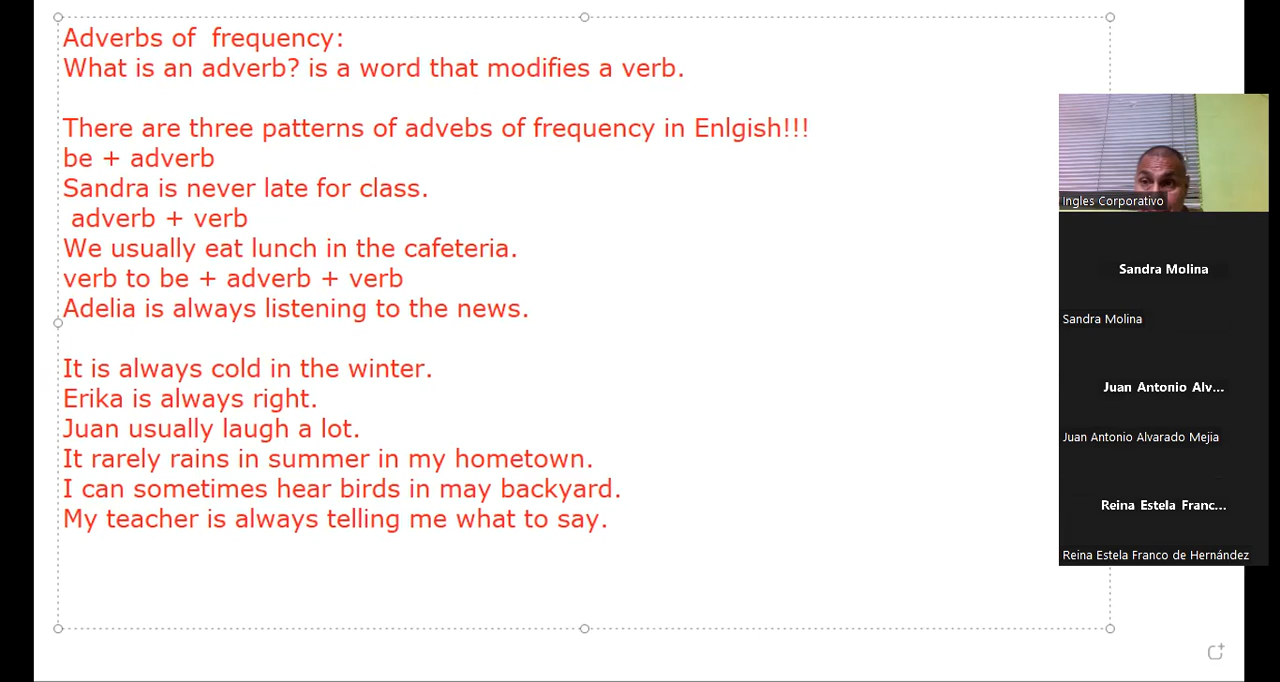 Adverbs of frequency:
What is an adverb? is a word that modifies a verb.
There are three patterns of advebs of frequency in Enlgish!!!
be + adverb
Sandra is never late for class.
adverb + verb
We usually eat lunch in the cafeteria.
verb to be + adverb + verb
Adelia is always listening to the news.
It is always cold in the winter.
Erika is always right.
Juan usually laugh a lot.
It rarely rains in summer in my hometown.
I can sometimes hear birds in may backyard.
My teacher is always telling me what to say.
Ingles Corporativo
Sandra Molina
Sandra Molina
Juan Antonio Alv...
Juan Antonio Alvarado Mejia
Reina Estela Franc...
Reina Estela Franco de Hernández